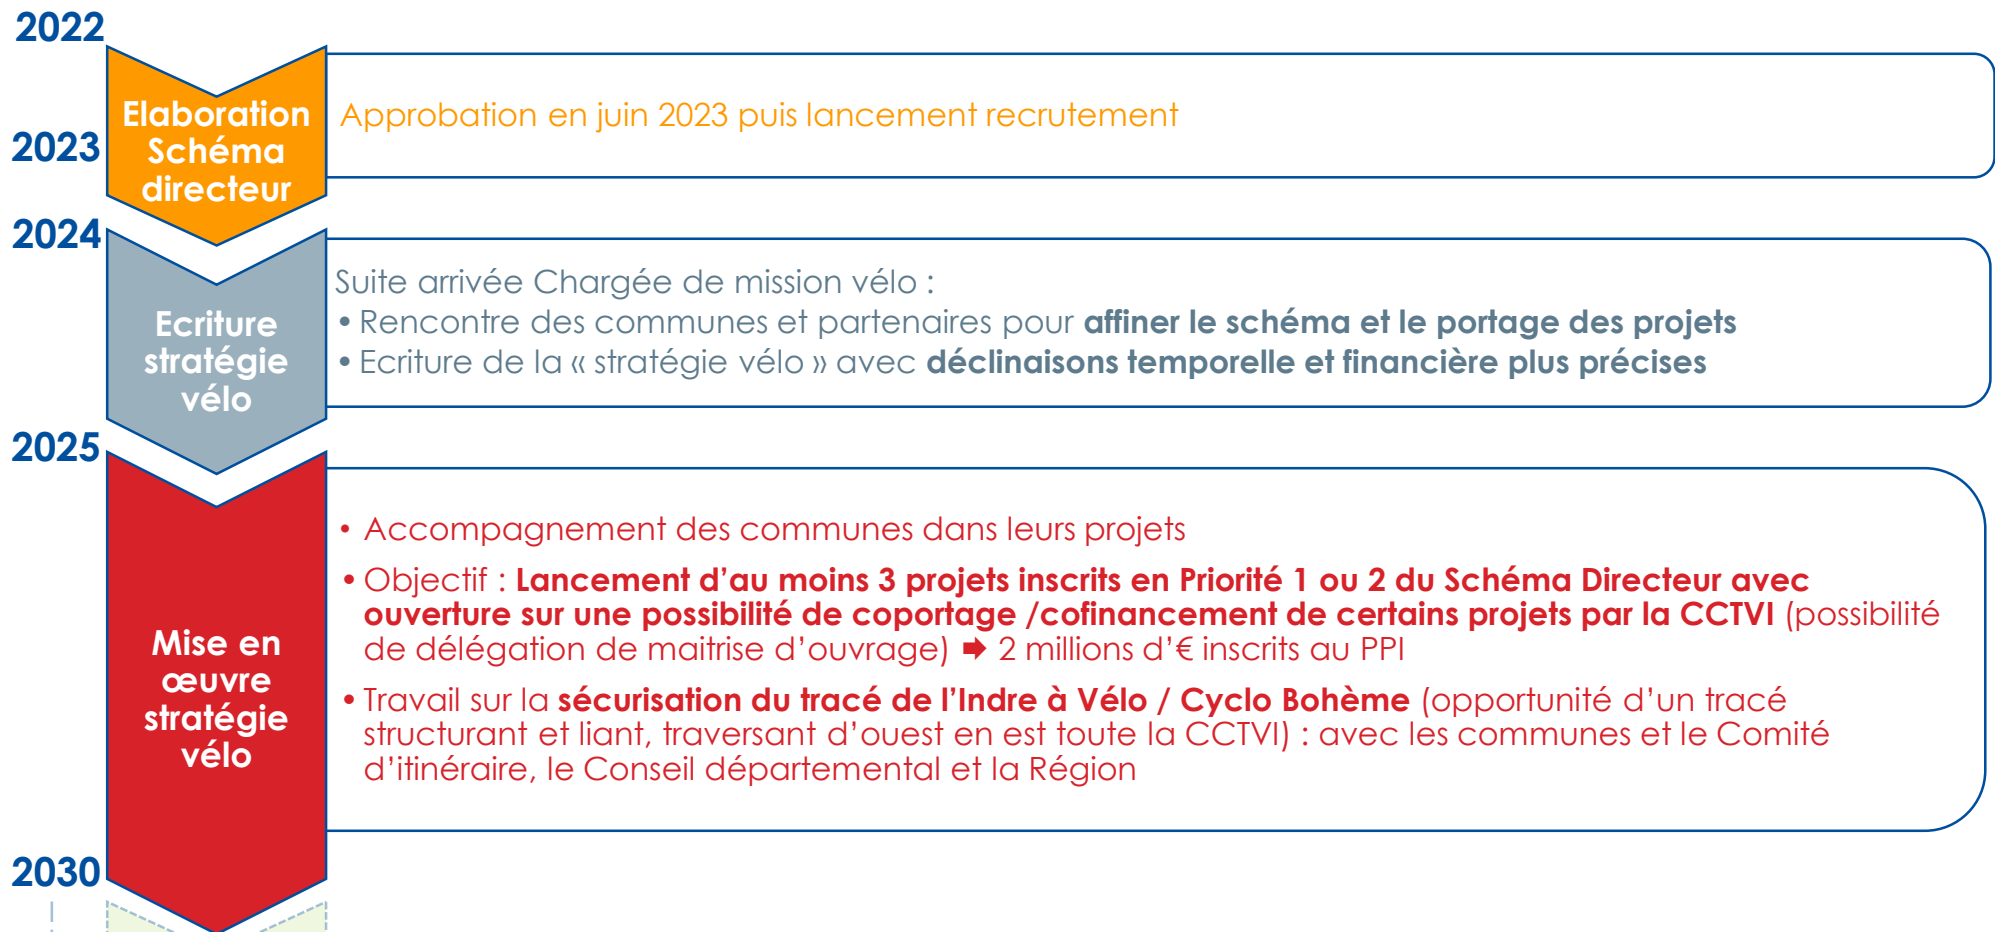 2022
Elaboration
Schéma
directeur
Approbation en juin 2023 puis lancement recrutement
2023
2024
Ecriture
stratégie
vélo
Suite arrivée Chargée de mission vélo :
• Rencontre des communes et partenaires pour affiner le schéma et le portage des projets
• Ecriture de la « stratégie vélo » avec déclinaisons temporelle et financière plus précises
2025
Mise en
œuvre
stratégie
vélo
• Accompagnement des communes dans leurs projets
• Objectif : Lancement d’au moins 3 projets inscrits en Priorité 1 ou 2 du Schéma Directeur avec
ouverture sur une possibilité de coportage /cofinancement de certains projets par la CCTVI (possibilité
de délégation de maitrise d’ouvrage) 🡆 2 millions d’€ inscrits au PPI
• Travail sur la sécurisation du tracé de l’Indre à Vélo / Cyclo Bohème (opportunité d’un tracé
structurant et liant, traversant d’ouest en est toute la CCTVI) : avec les communes et le Comité
d’itinéraire, le Conseil départemental et la Région
2030